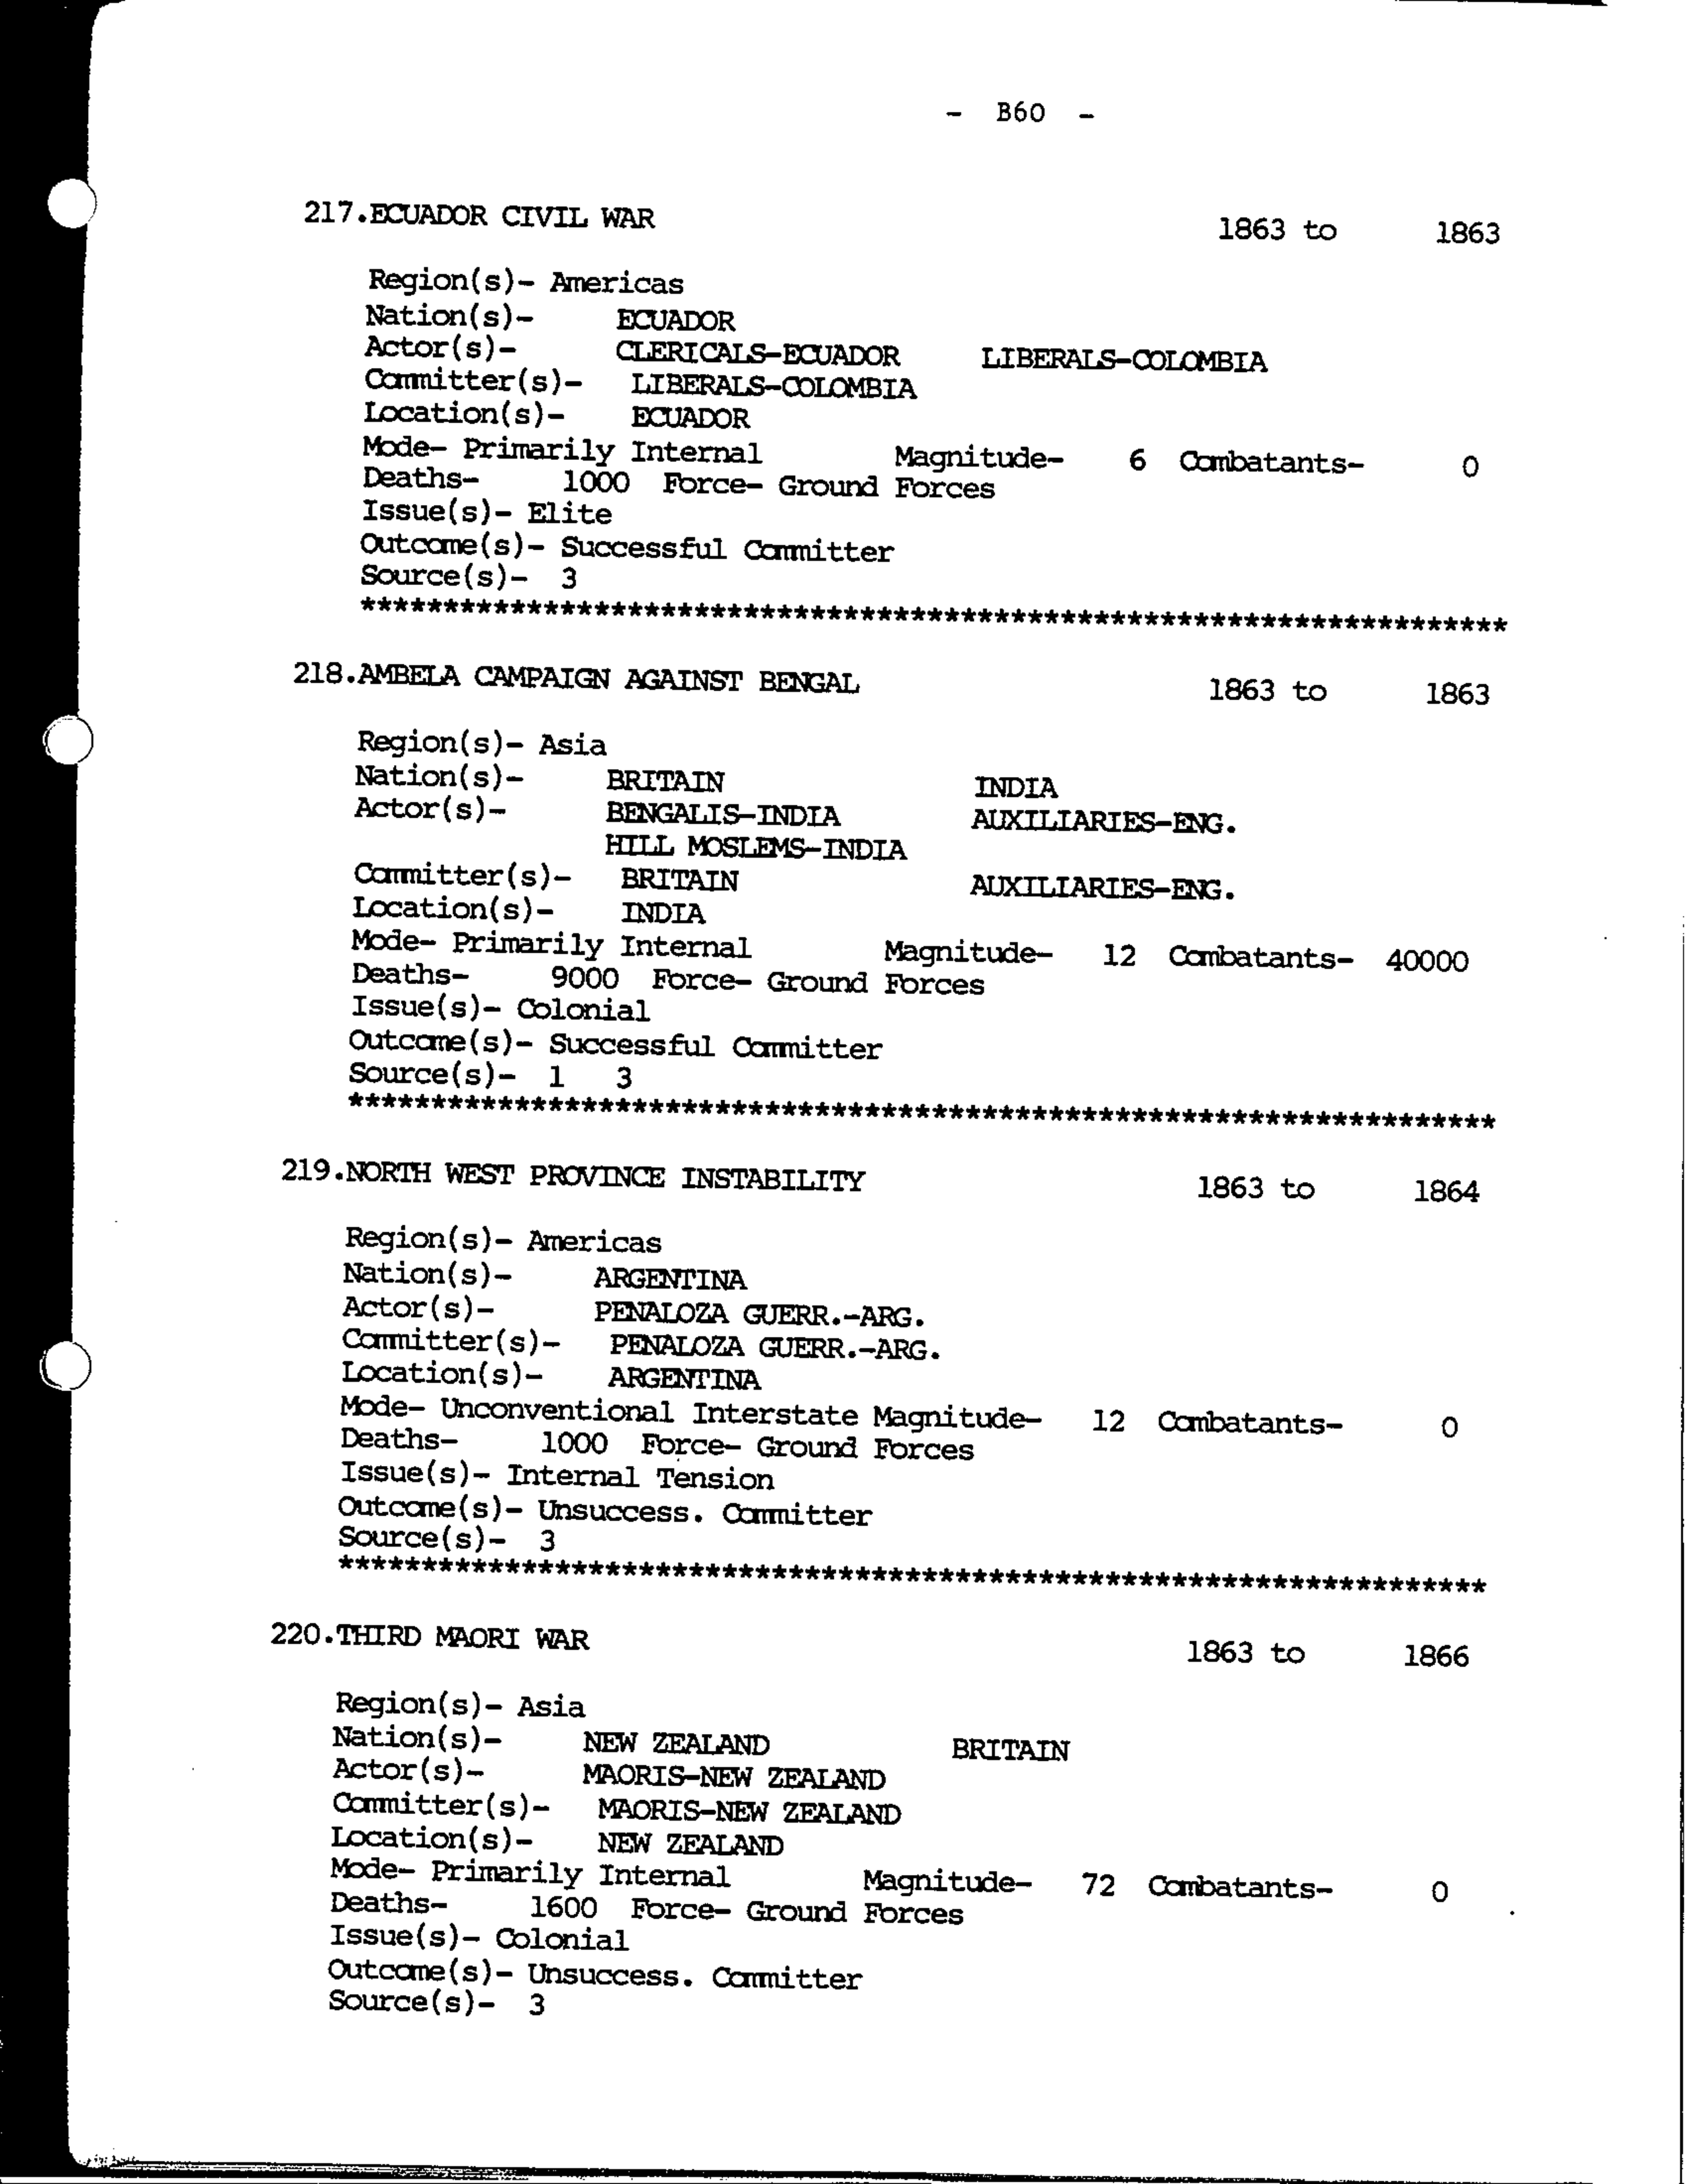 - B60 -
217.ECUADOR CIVIL WAR 1863 to 1863
Region(s)- Americas
Nation(s)- ECUADOR
Actor(s)- CLERICALS-ECUADOR LIBERALS-COLOMBIA
Committer(s)- LIBERALS-COLOMBIA
Location(s)- ECUADOR
Mode- Primarily Internal Magnitude- 6 Combatants- 0
Deaths- 1000 Force- Ground Forces
Issue(s)- Elite
Outcome(s)- Successful Committer
Source(s)- 3
*********************************************************************
218.AMBELA CAMPAIGN AGAINST BENGAL 1863 to 1863
Region(s)- Asia
Nation(s)- BRITAIN INDIA
Actor(s)- BENGALIS-INDIA AUXILIARIES-ENG.
HILL MOSLEMS-INDIA
Committer(s)- BRITAIN AUXILIARIES-ENG.
Location(s)- INDIA
Mode- Primarily Internal Magnitude- 12 Combatants- 40000
Deaths- 9000 Force- Ground Forces
Issue(s)- Colonial
Outcome(s)- Successful Committer
Source(s)- 1 3
*********************************************************************
219.NORTH WEST PROVINCE INSTABILITY 1863 to 1864
Region(s)- Americas
Nation(s)- ARGENTINA
Actor(s)- PENALOZA GUERR.-ARG.
Committer(s)- PENALOZA GUERR.-ARG.
Location(s)- ARGENTINA
Mode- Unconventional Interstate Magnitude- 12 Combatants- 0
Deaths- 1000 Force- Ground Forces
Issue(s)- Internal Tension
Outcome(s)- Unsuccess. Committer
Source(s)- 3
*********************************************************************
220.THIRD MAORI WAR 1863 to 1866
Region(s)- Asia
Nation(s)- NEW ZEALAND BRITAIN
Actor(s)- MAORIS-NEW ZEALAND
Committer(s)- MAORIS-NEW ZEALAND
Location(s)- NEW ZEALAND
Mode- Primarily Internal Magnitude- 72 Combatants- 0
Deaths- 1600 Force- Ground Forces
Issue(s)- Colonial
Outcome(s)- Unsuccess. Committer
Source(s)- 3